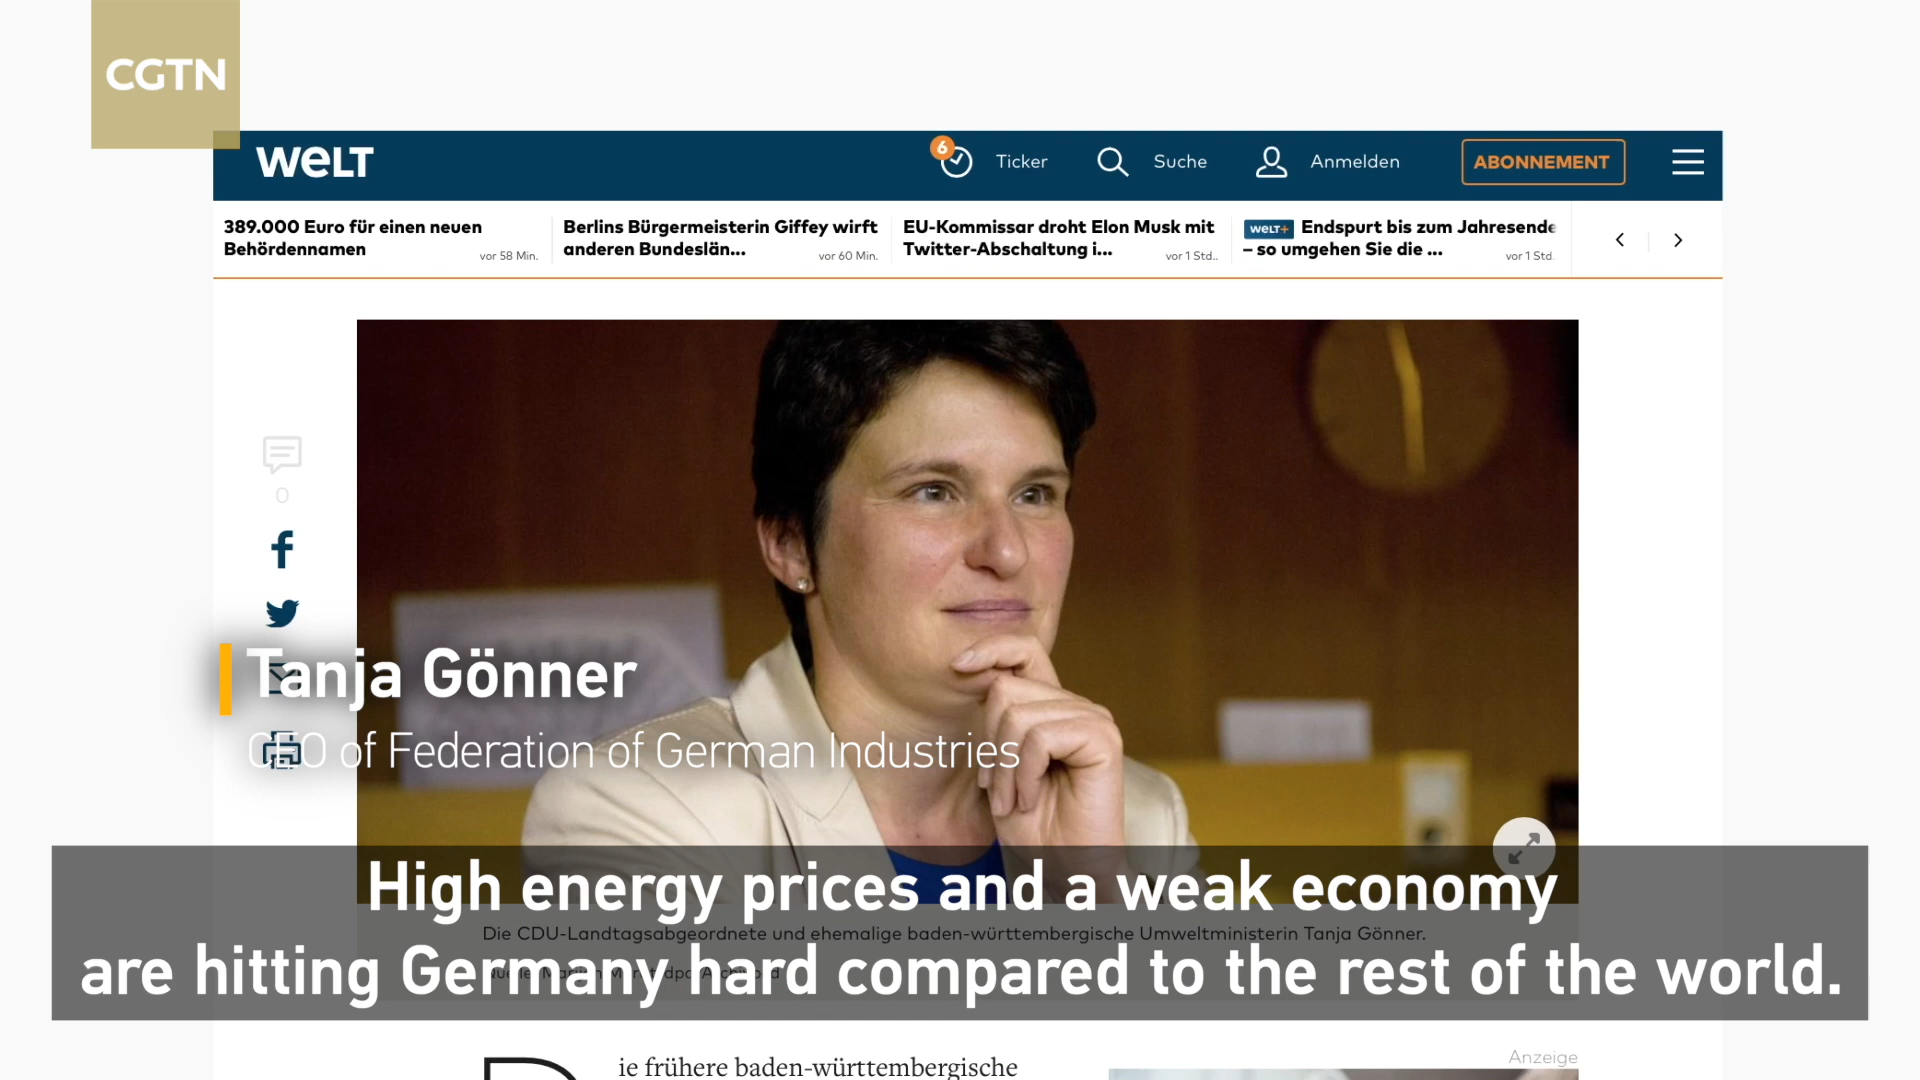 CGTN
WELT
6
Ticker
Suche
Anmelden
ABONNEMENT
389.000 Euro für einen neuen
Behördennamen
vor 58 Min.
Berlins Bürgermeisterin Giffey wirft
anderen Bundeslän...
vor 60 Min.
EU-Kommissar droht Elon Musk mit
Twitter-Abschaltung i...
vor 1 Std..
WELT+ Endspurt bis zum Jahresende
– so umgehen Sie die ...
vor 1 Std.
0
Tanja Gönner
CEO of Federation of German Industries
High energy prices and a weak economy
Die CDU-Landtagsabgeordnete und ehemalige baden-württembergische Umweltministerin Tanja Gönner.
are hitting Germany hard compared to the rest of the world.
Anzeige
Die frühere baden-württembergische